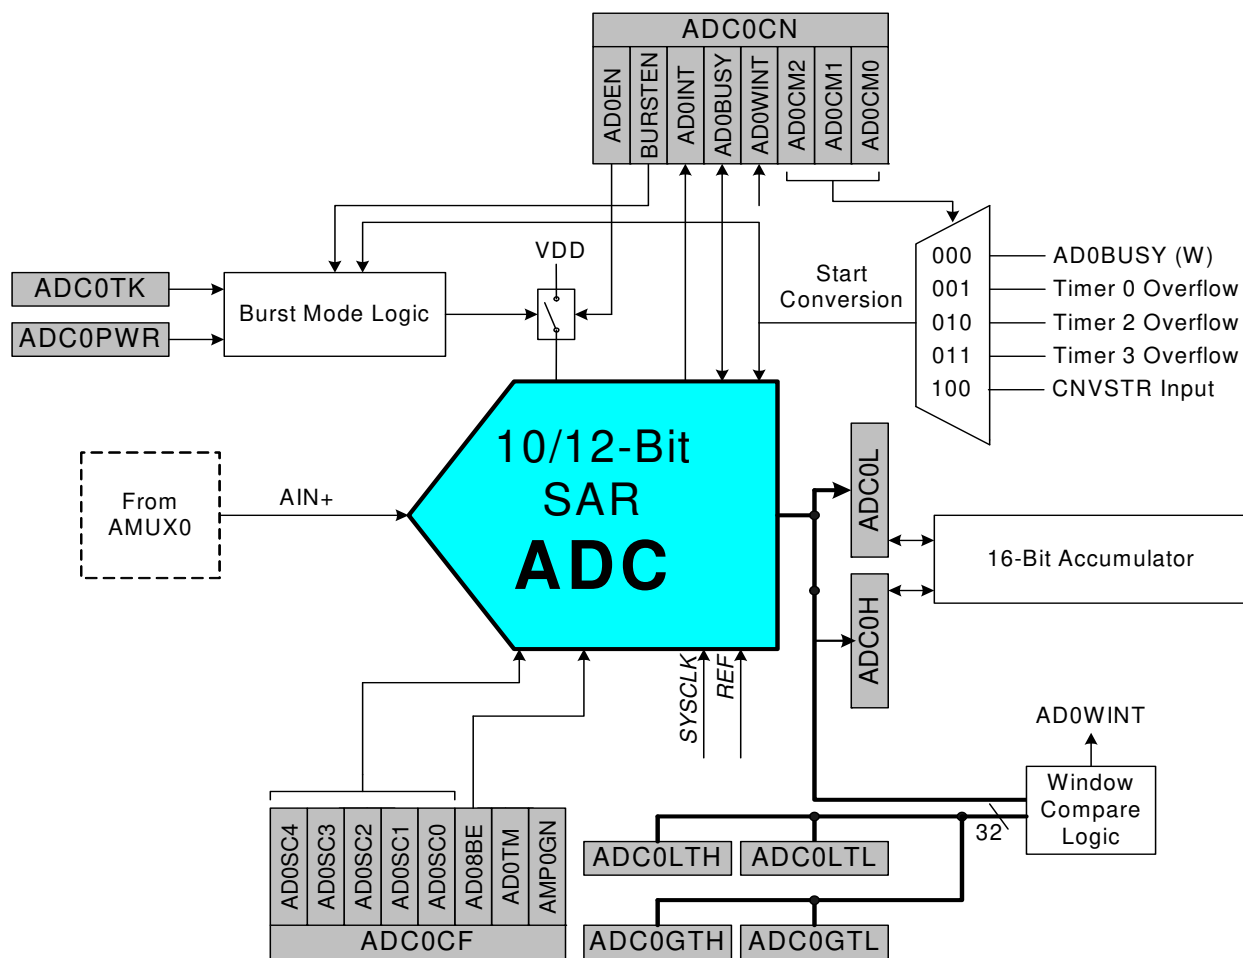 ADC0CN
AD0EN
BURSTEN
AD0INT
AD0BUSY
AD0WINT
AD0CM2
AD0CM1
AD0CM0
VDD
ADC0TK
ADC0PWR
Burst Mode Logic
Start
Conversion
000
001
010
011
100
AD0BUSY (W)
Timer 0 Overflow
Timer 2 Overflow
Timer 3 Overflow
CNVSTR Input
From
AMUX0
AIN+
10/12-Bit
SAR
ADC
ADC0L
ADC0H
16-Bit Accumulator
SYSCLK
REF
AD0WINT
Window
Compare
Logic
32
AD0SC4
AD0SC3
AD0SC2
AD0SC1
AD0SC0
AD08BE
AD0TM
AMP0GN
ADC0CF
ADC0LTH
ADC0LTL
ADC0GTH
ADC0GTL